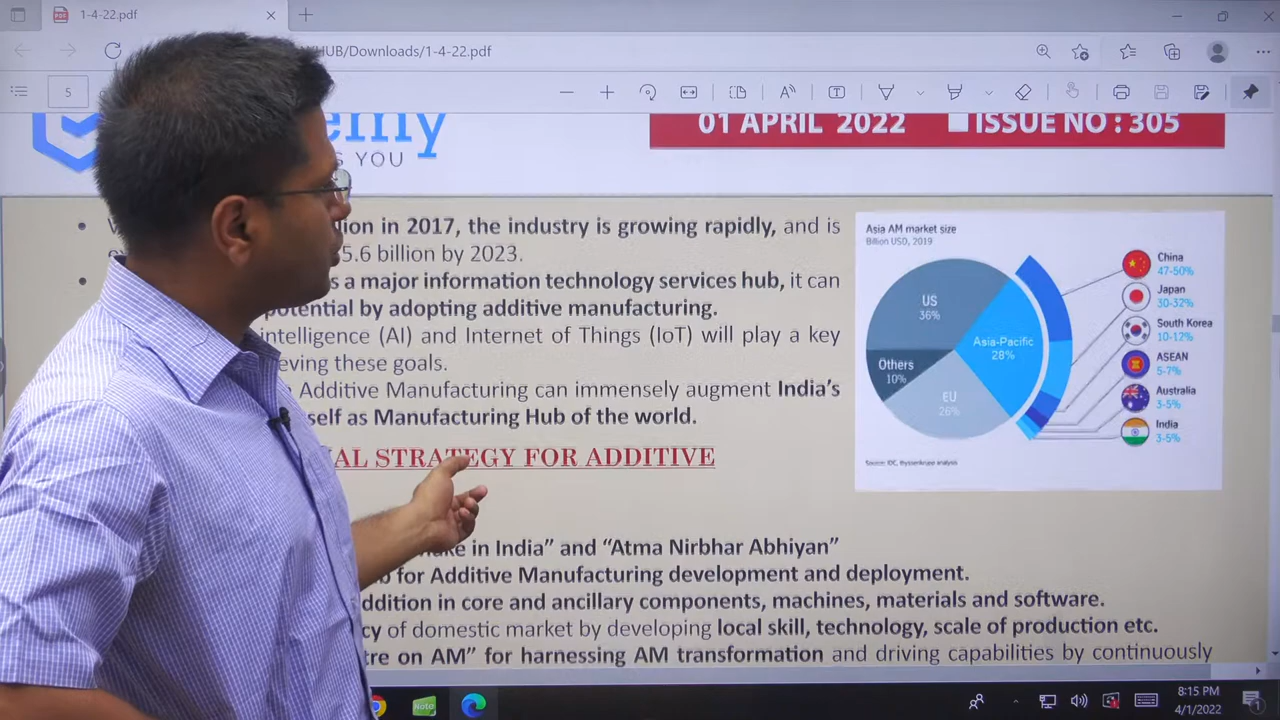 1-4-22.pdf
HUB/Downloads/1-4-22.pdf
5
emy
S YOU
01 APRIL 2022
ISSUE NO : 305
ion in 2017, the industry is growing rapidly, and is
5.6 billion by 2023.
s a major information technology services hub, it can
potential by adopting additive manufacturing.
intelligence (AI) and Internet of Things (IoT) will play a key
eving these goals.
Additive Manufacturing can immensely augment India's
self as Manufacturing Hub of the world.
AL STRATEGY FOR ADDITIVE
Make in India" and "Atma Nirbhar Abhiyan"
b for Additive Manufacturing development and deployment.
ddition in core and ancillary components, machines, materials and software.
cy of domestic market by developing local skill, technology, scale of production etc.
tre on AM" for harnessing AM transformation and driving capabilities by continuously
Asia AM market size
Billion USD, 2019
US
36%
Asia-Pacific
28%
Others
10%
EU
26%
China
47-50%
Japan
30-32%
South Korea
10-12%
ASEAN
5-7%
Australia
3-5%
India
3-5%
Source: IDC, thyssenkrupp analysis
Note
8:15 PM
4/1/2022